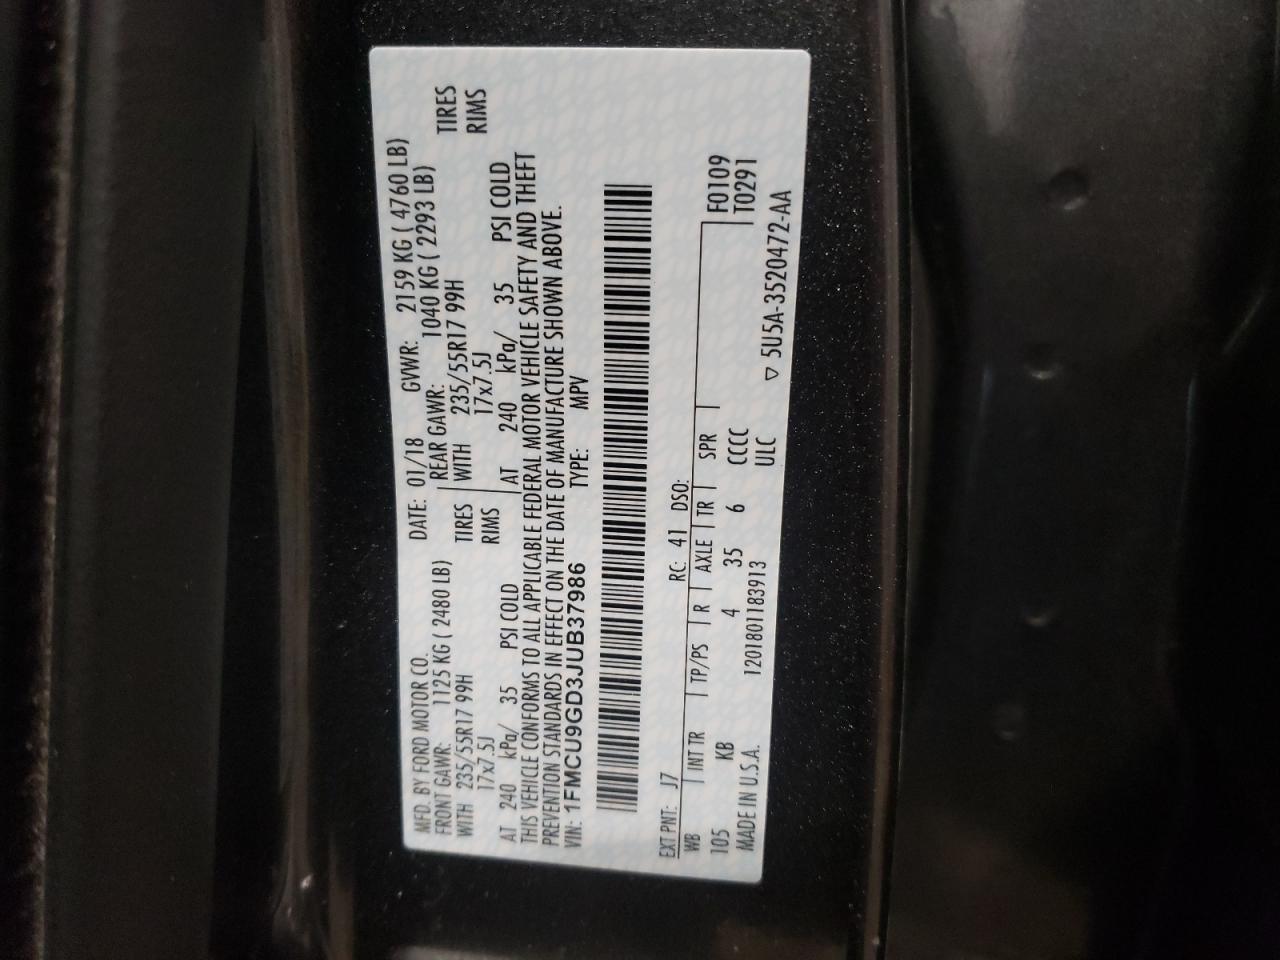 MFD. BY FORD MOTOR CO. DATE: 01/18 GVWR: 2159 KG ( 4760 LB)
FRONT GAWR: 1125 KG ( 2480 LB) REAR GAWR: 1040 KG ( 2293 LB)
WITH 235/55R17 99H TIRES WITH 235/55R17 99H TIRES
17x7.5J RIMS 17x7.5J RIMS
AT 240 kPa/ 35 PSI COLD AT 240 kPa/ 35 PSI COLD
THIS VEHICLE CONFORMS TO ALL APPLICABLE FEDERAL MOTOR VEHICLE SAFETY AND THEFT
PREVENTION STANDARDS IN EFFECT ON THE DATE OF MANUFACTURE SHOWN ABOVE.
VIN: 1FMCU9GD3JUB37986 TYPE: MPV
EXT PNT: J7 RC: 41 DSO: F0109
WB INT TR TP/PS R AXLE TR SPR T0291
105 KB 4 35 6 CCCC
MADE IN U.S.A. 1201801183913 ULC
▽ 5U5A-3520472-AA